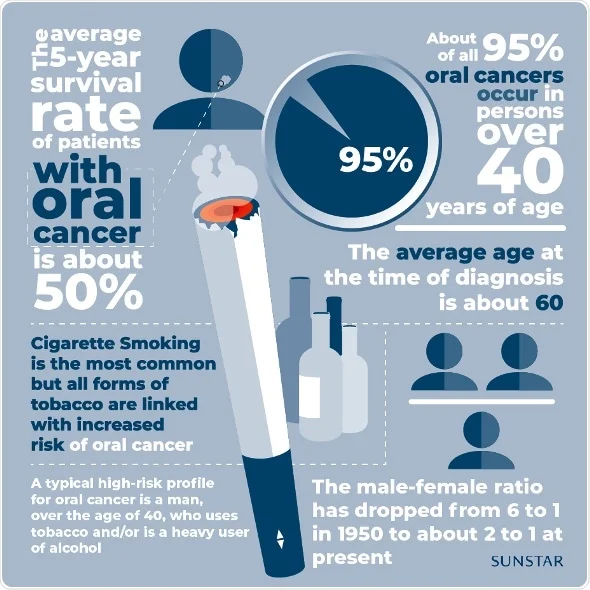 The average
5-year
survival
rate
of patients
with
oral
cancer
is about
50%
About
of all 95%
oral cancers
occur in
persons
over
40
years of age
95%
The average age at
the time of diagnosis
is about 60
Cigarette Smoking
is the most common
but all forms of
tobacco are linked
with increased
risk of oral cancer
A typical high-risk profile
for oral cancer is a man,
over the age of 40, who uses
tobacco and/or is a heavy user
of alcohol
The male-female ratio
has dropped from 6 to 1
in 1950 to about 2 to 1 at
present
SUNSTAR